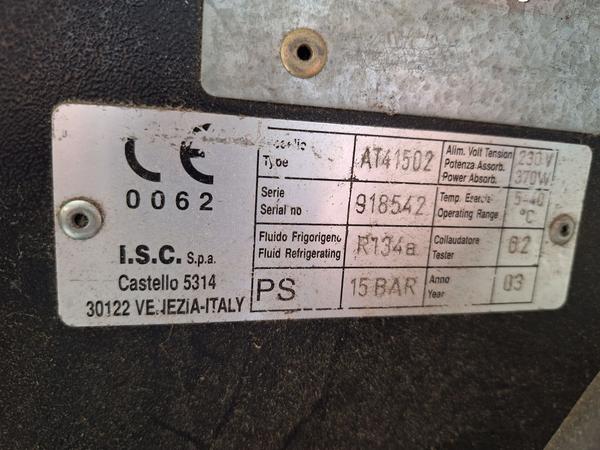 CE
0062
I.S.C. S.p.a.
Castello 5314
30122 VENEZIA-ITALY
Type
AT41502
Alim. Volt Tension
Potenza Assorb.
Power Absorb.
230 V
370W
Serie
Serial no
918542
Temp. Esercizio
Operating Range
5-40
°C
Fluido Frigorigeno
Fluid Refrigerating
R134a
Collaudatore
Tester
62
PS
15 BAR
Anno
Year
03